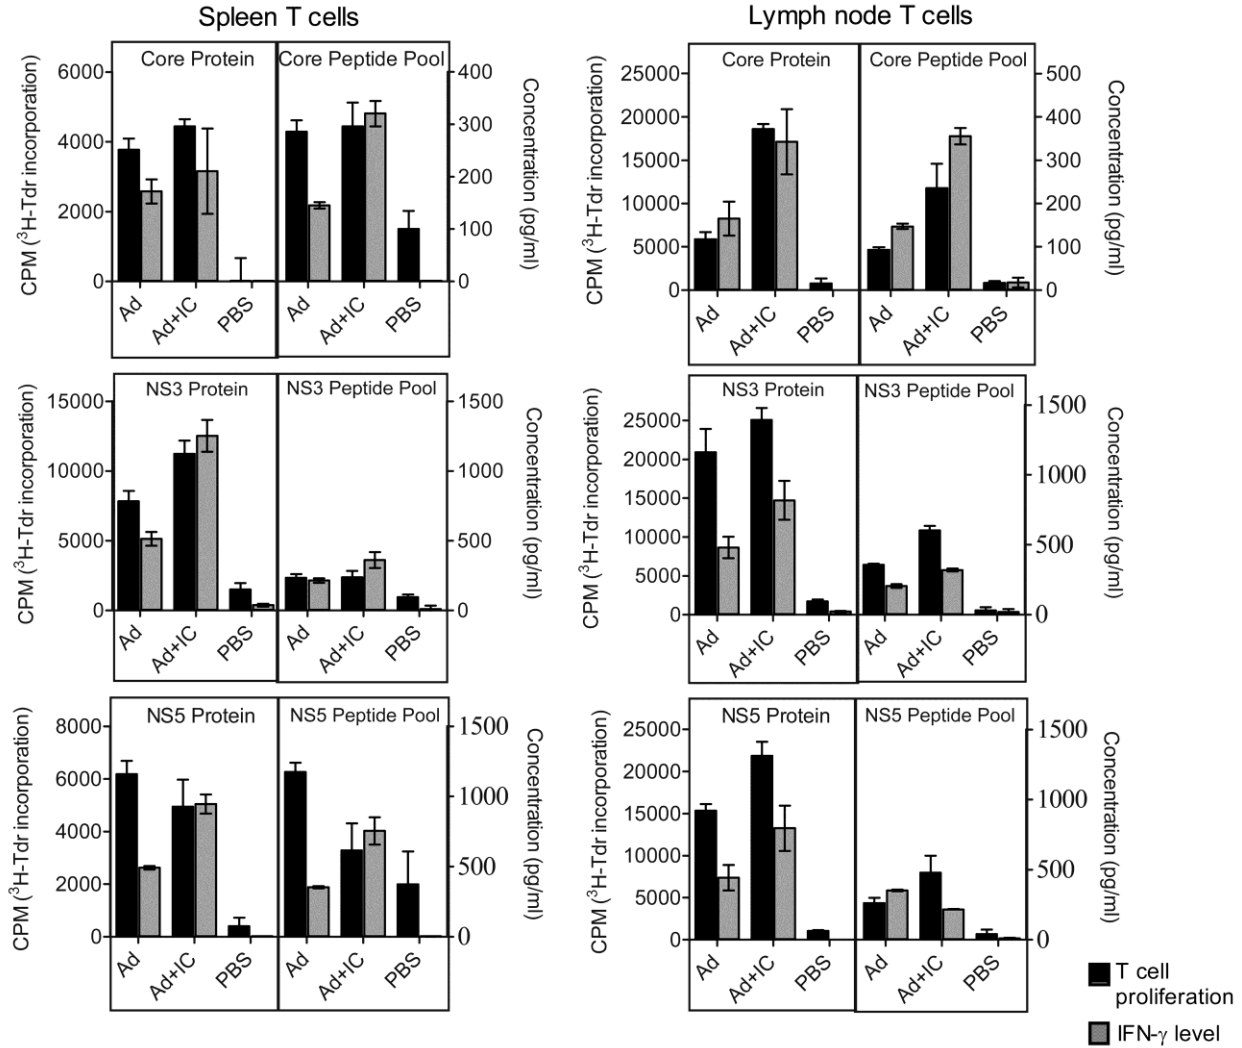 Spleen T cells
Lymph node T cells
Core Protein
Core Peptide Pool
CPM (³H-Tdr incorporation)
6000
4000
2000
0
400
300
200
100
0
Concentration (pg/ml)
Ad
Ad+IC
PBS
Ad
Ad+IC
PBS
Core Protein
Core Peptide Pool
CPM (³H-Tdr incorporation)
25000
20000
15000
10000
5000
0
500
400
300
200
100
0
Concentration (pg/ml)
Ad
Ad+IC
PBS
Ad
Ad+IC
PBS
NS3 Protein
NS3 Peptide Pool
CPM (³H-Tdr incorporation)
15000
10000
5000
0
1500
1000
500
0
Concentration (pg/ml)
Ad
Ad+IC
PBS
Ad
Ad+IC
PBS
NS3 Protein
NS3 Peptide Pool
CPM (³H-Tdr incorporation)
25000
20000
15000
10000
5000
0
1500
1000
500
0
Concentration (pg/ml)
Ad
Ad+IC
PBS
Ad
Ad+IC
PBS
NS5 Protein
NS5 Peptide Pool
CPM (³H-Tdr incorporation)
8000
6000
4000
2000
0
1500
1000
500
0
Concentration (pg/ml)
Ad
Ad+IC
PBS
Ad
Ad+IC
PBS
NS5 Protein
NS5 Peptide Pool
CPM (³H-Tdr incorporation)
25000
20000
15000
10000
5000
0
1500
1000
500
0
Concentration (pg/ml)
Ad
Ad+IC
PBS
Ad
Ad+IC
PBS
T cell
proliferation
IFN-γ level